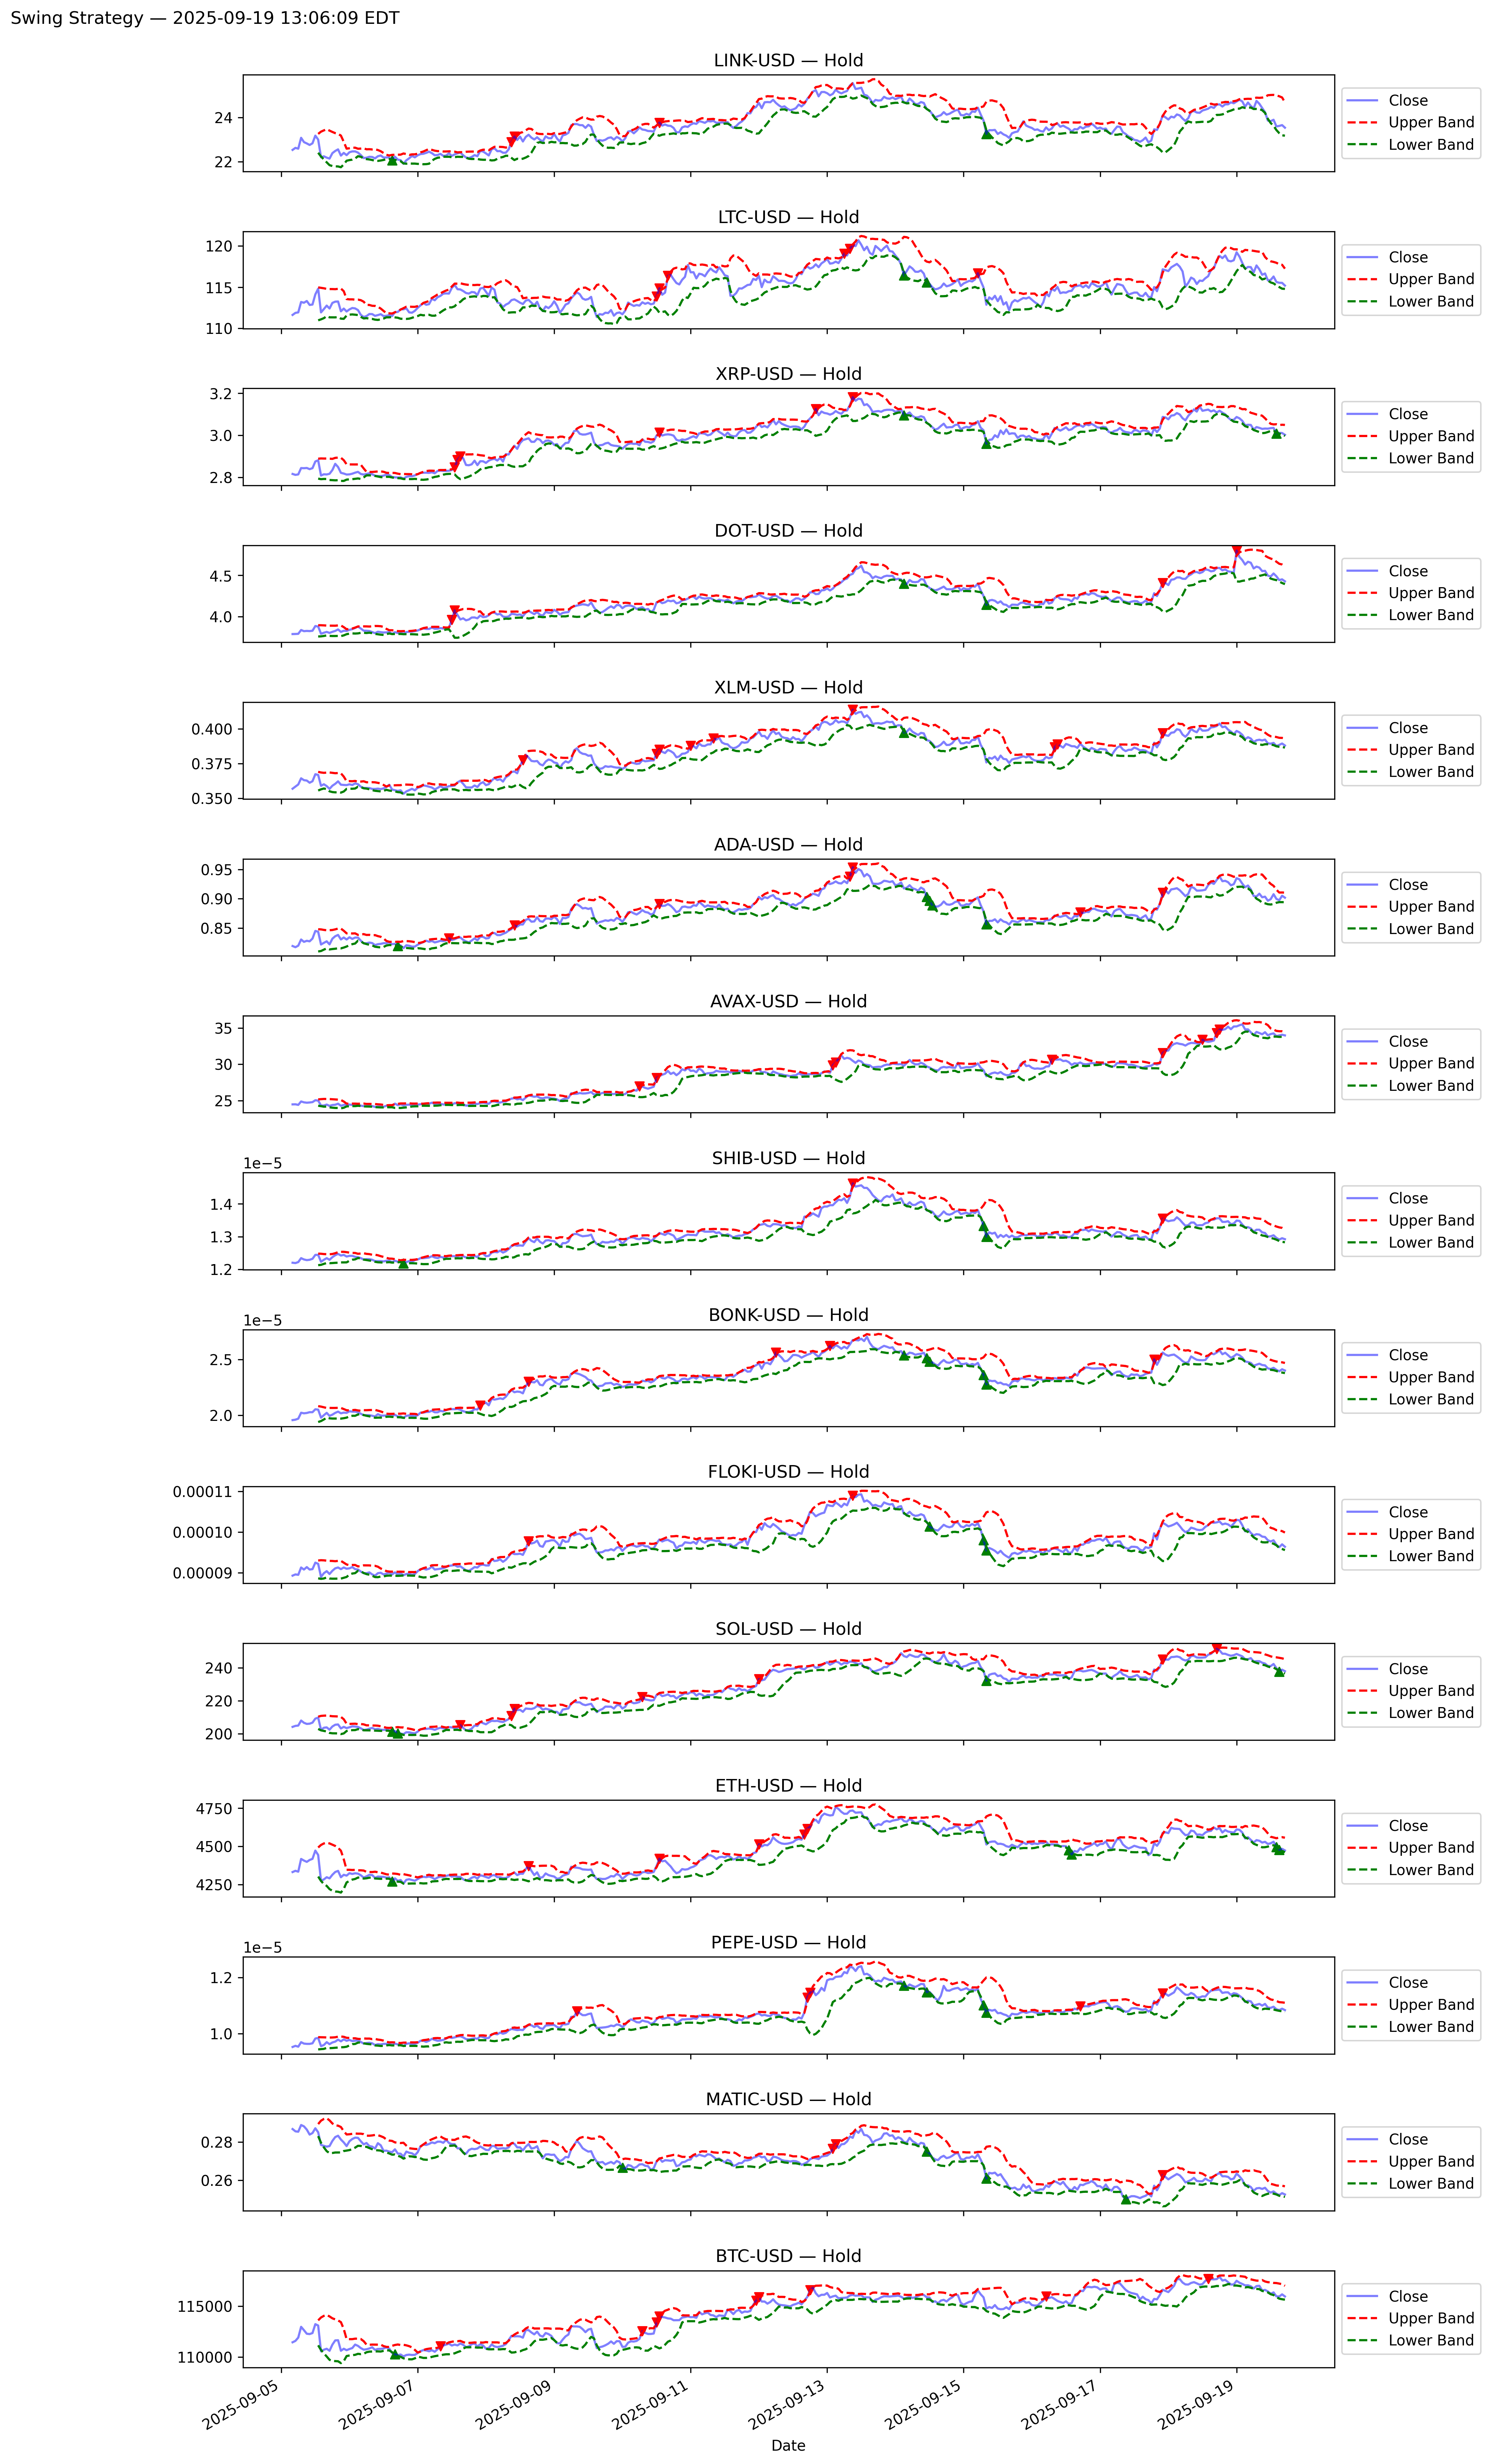 Swing Strategy — 2025-09-19 13:06:09 EDT
LINK-USD — Hold
24
22
Close
Upper Band
Lower Band
LTC-USD — Hold
120
115
110
Close
Upper Band
Lower Band
XRP-USD — Hold
3.2
3.0
2.8
Close
Upper Band
Lower Band
DOT-USD — Hold
4.5
4.0
Close
Upper Band
Lower Band
XLM-USD — Hold
0.400
0.375
0.350
Close
Upper Band
Lower Band
ADA-USD — Hold
0.95
0.90
0.85
Close
Upper Band
Lower Band
AVAX-USD — Hold
35
30
25
Close
Upper Band
Lower Band
SHIB-USD — Hold
1e−5
1.4
1.3
1.2
Close
Upper Band
Lower Band
BONK-USD — Hold
1e−5
2.5
2.0
Close
Upper Band
Lower Band
FLOKI-USD — Hold
0.00011
0.00010
0.00009
Close
Upper Band
Lower Band
SOL-USD — Hold
240
220
200
Close
Upper Band
Lower Band
ETH-USD — Hold
4750
4500
4250
Close
Upper Band
Lower Band
PEPE-USD — Hold
1e−5
1.2
1.0
Close
Upper Band
Lower Band
MATIC-USD — Hold
0.28
0.26
Close
Upper Band
Lower Band
BTC-USD — Hold
115000
110000
Close
Upper Band
Lower Band
2025-09-05
2025-09-07
2025-09-09
2025-09-11
2025-09-13
2025-09-15
2025-09-17
2025-09-19
Date